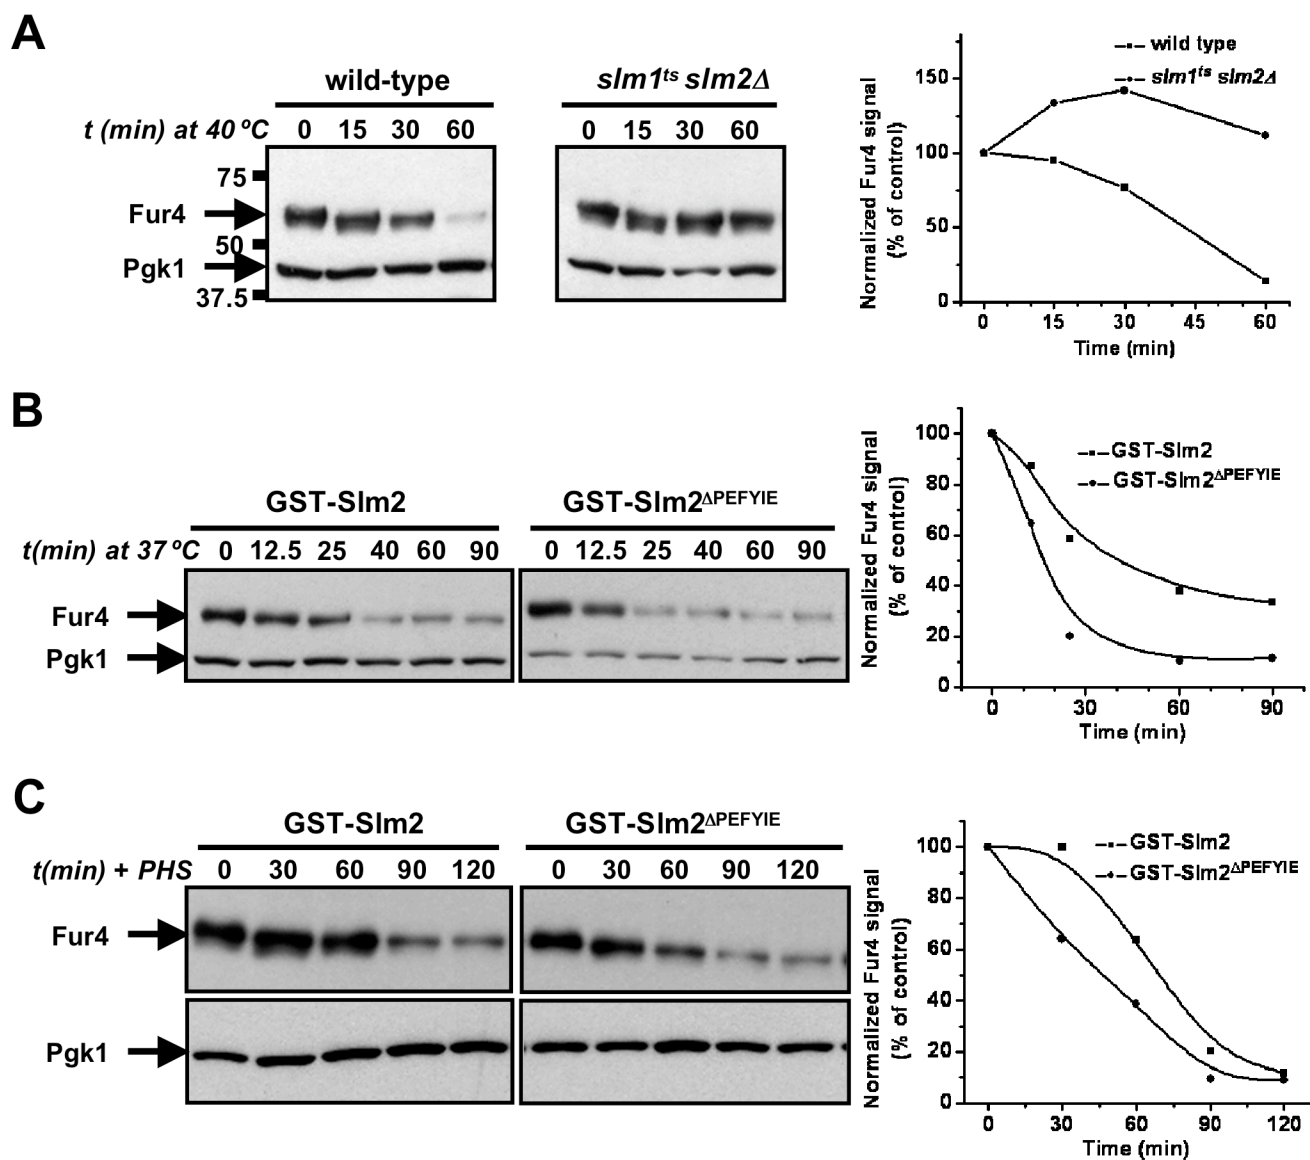 A
wild-type
slm1ts slm2Δ
t (min) at 40 ºC 0 15 30 60
0 15 30 60
75
Fur4
50
Pgk1
37.5
wild type
slm1ts slm2Δ
Normalized Fur4 signal
(% of control)
150
100
50
0
0 15 30 45 60
Time (min)
B
GST-Slm2
GST-Slm2ΔPEFYIE
t(min) at 37 ºC 0 12.5 25 40 60 90
0 12.5 25 40 60 90
Fur4
Pgk1
GST-Slm2
GST-Slm2ΔPEFYIE
Normalized Fur4 signal
(% of control)
100
80
60
40
20
0
0 30 60 90
Time (min)
C
GST-Slm2
GST-Slm2ΔPEFYIE
t(min) + PHS 0 30 60 90 120
0 30 60 90 120
Fur4
Pgk1
GST-Slm2
GST-Slm2ΔPEFYIE
Normalized Fur4 signal
(% of control)
100
80
60
40
20
0
0 30 60 90 120
Time (min)